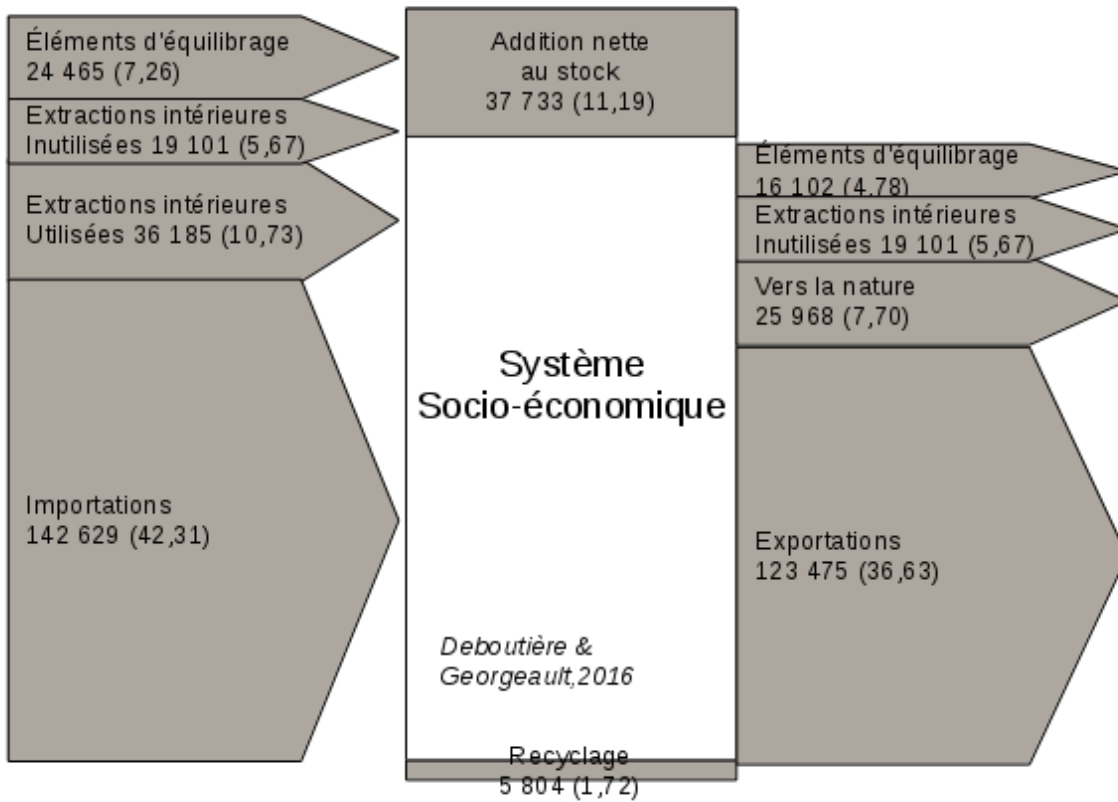 Éléments d'équilibrage
24 465 (7,26)
Extractions intérieures
Inutilisées 19 101 (5,67)
Extractions intérieures
Utilisées 36 185 (10,73)
Importations
142 629 (42,31)
Addition nette
au stock
37 733 (11,19)
Système
Socio-économique
Deboutière &
Georgeault,2016
Recyclage
5 804 (1,72)
Éléments d'équilibrage
16 102 (4,78)
Extractions intérieures
Inutilisées 19 101 (5,67)
Vers la nature
25 968 (7,70)
Exportations
123 475 (36,63)